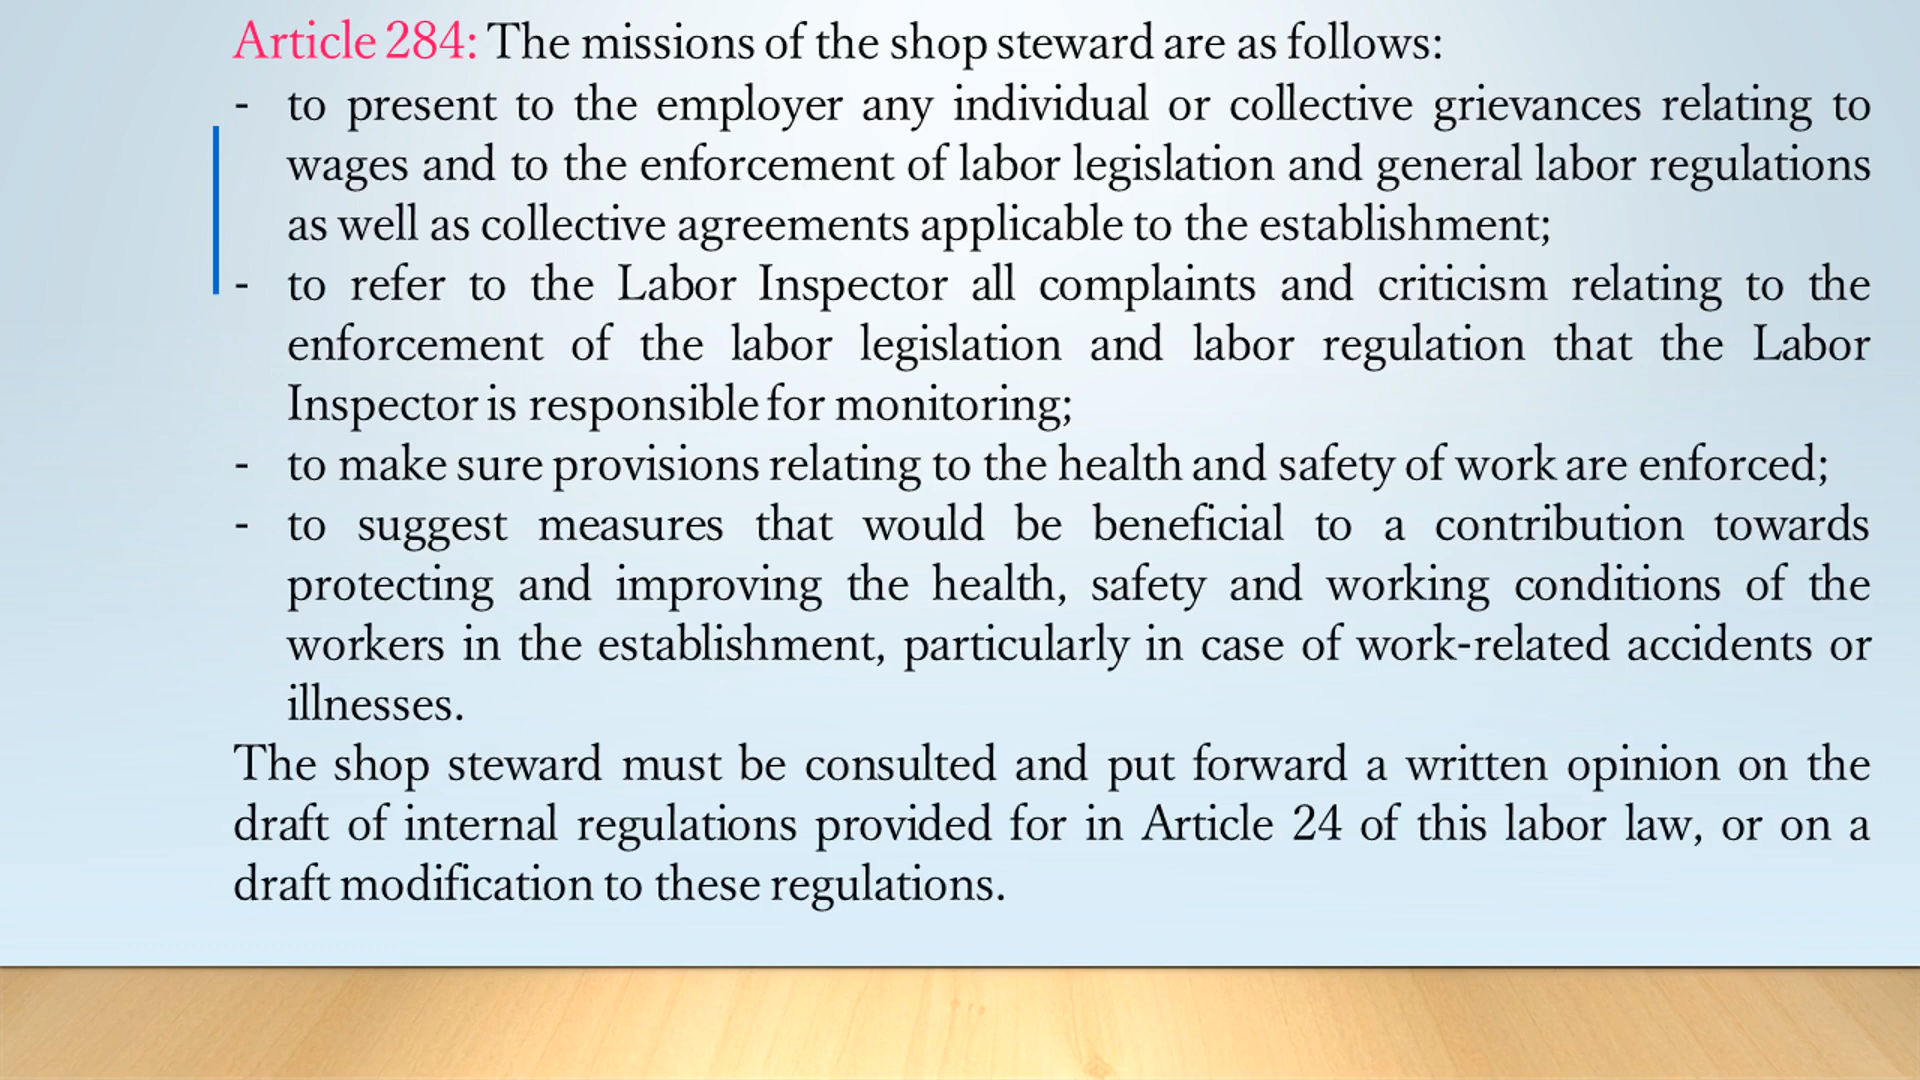 Article 284: The missions of the shop steward are as follows:
- to present to the employer any individual or collective grievances relating to
wages and to the enforcement of labor legislation and general labor regulations
as well as collective agreements applicable to the establishment;
- to refer to the Labor Inspector all complaints and criticism relating to the
enforcement of the labor legislation and labor regulation that the Labor
Inspector is responsible for monitoring;
- to make sure provisions relating to the health and safety of work are enforced;
- to suggest measures that would be beneficial to a contribution towards
protecting and improving the health, safety and working conditions of the
workers in the establishment, particularly in case of work-related accidents or
illnesses.
The shop steward must be consulted and put forward a written opinion on the
draft of internal regulations provided for in Article 24 of this labor law, or on a
draft modification to these regulations.